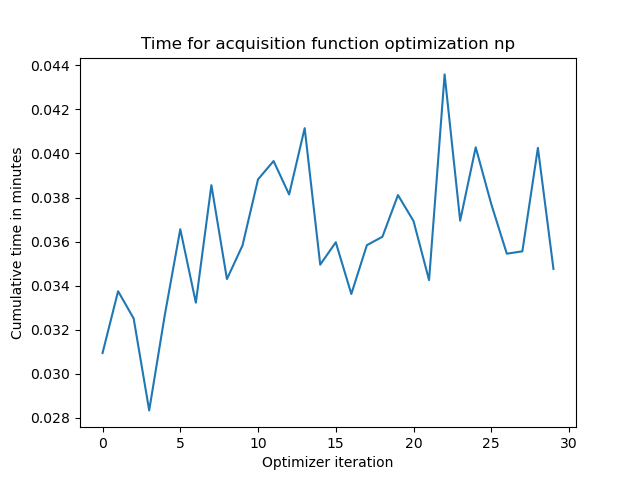 Time for acquisition function optimization np
0.044
0.042
0.040
0.038
0.036
0.034
0.032
0.030
0.028
Cumulative time in minutes
0 5 10 15 20 25 30
Optimizer iteration